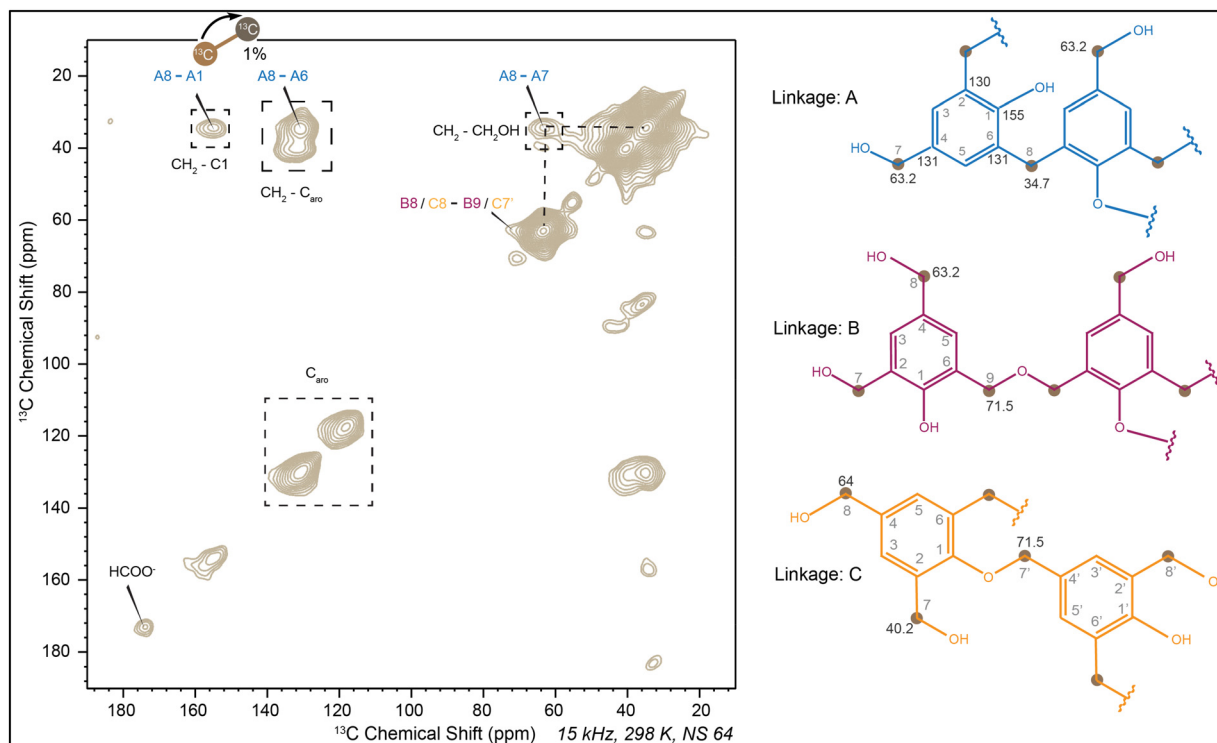 ¹³C
¹³C
1%
A8 – A1
A8 – A6
A8 – A7
CH₂ - C1
CH₂ - Cₐᵣₒ
CH₂ - CH₂OH
B8 / C8 – B9 / C7'
Cₐᵣₒ
HCOO⁻
¹³C Chemical Shift (ppm)
20
40
60
80
100
120
140
160
180
180
160
140
120
100
80
60
40
20
¹³C Chemical Shift (ppm)
15 kHz, 298 K, NS 64
Linkage: A
63.2
OH
130
OH
2
1
3
155
4
6
5
HO
7
8
63.2
131
131
34.7
O
Linkage: B
HO
63.2
OH
8
4
3
5
2
6
HO
7
1
9
O
71.5
OH
O
Linkage: C
64
8
HO
5
4
6
3
1
2
O
71.5
7'
7
40.2
OH
4'
3'
8'
O
2'
5'
1'
6'
OH